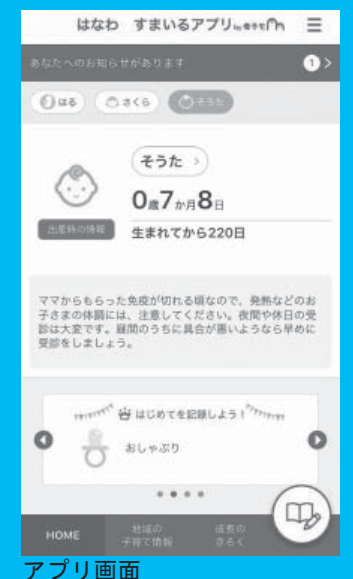 はなわ すまいるアプリby母子モ
あなたへのお知らせがあります
1
はる
さくら
そうた
そうた
0歳7か月8日
出産時の情報
生まれてから220日
ママからもらった免疫が切れる頃なので、発熱などのお
子さまの体調には、注意してください。夜間や休日の受
診は大変です。昼間のうちに具合が悪いようなら早めに
受診をしましょう。
はじめてを記録しよう!
おしゃぶり
HOME
地域の
子育て情報
成長の
きろく
アプリ画面